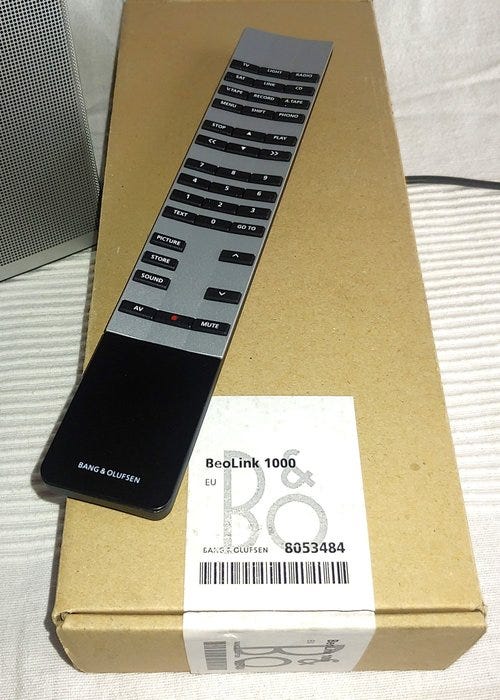 TV LIGHT RADIO
SAT LINK CD
V.TAPE RECORD A.TAPE
MENU SHIFT PHONO
STOP ▲ PLAY
<< ▼ >>
7 8 9
4 5 6
1 2 3
TEXT 0 GO TO
PICTURE
STORE
SOUND
AV MUTE
BANG & OLUFSEN
BeoLink 1000
EU
B&O
BANG & OLUFSEN 8053484
B&O